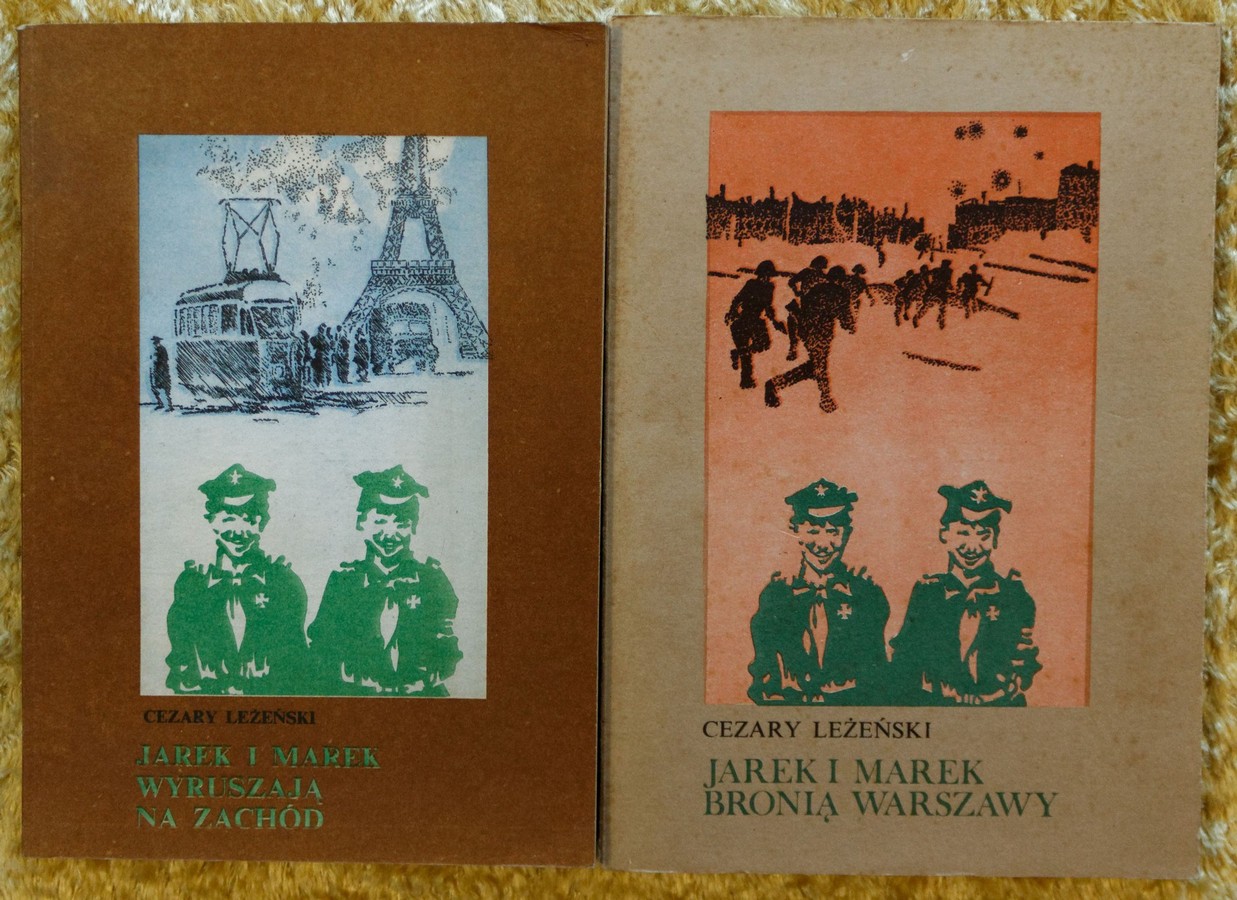 CEZARY LEŻEŃSKI
JAREK I MAREK
WYRUSZAJĄ
NA ZACHÓD
CEZARY LEŻEŃSKI
JAREK I MAREK
BRONIĄ WARSZAWY